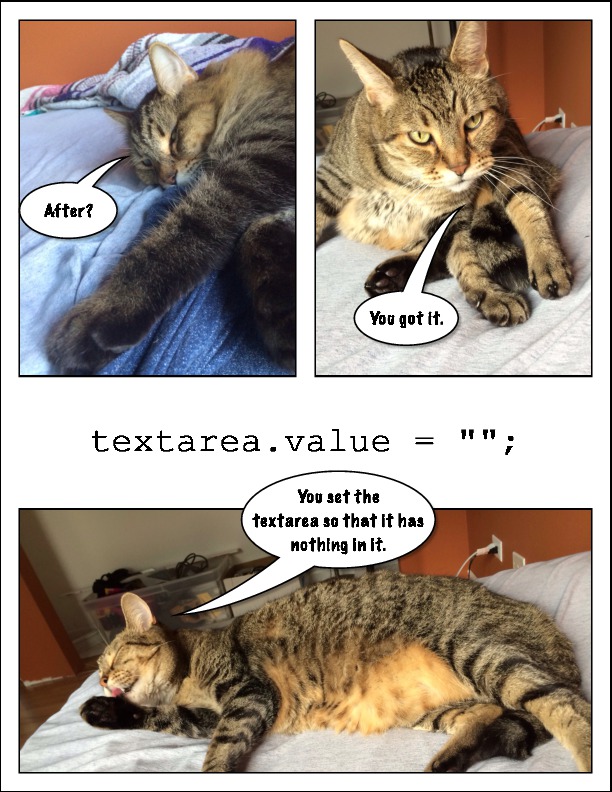 After?
You got it.
textarea.value = "";
You set the
textarea so that it has
nothing in it.